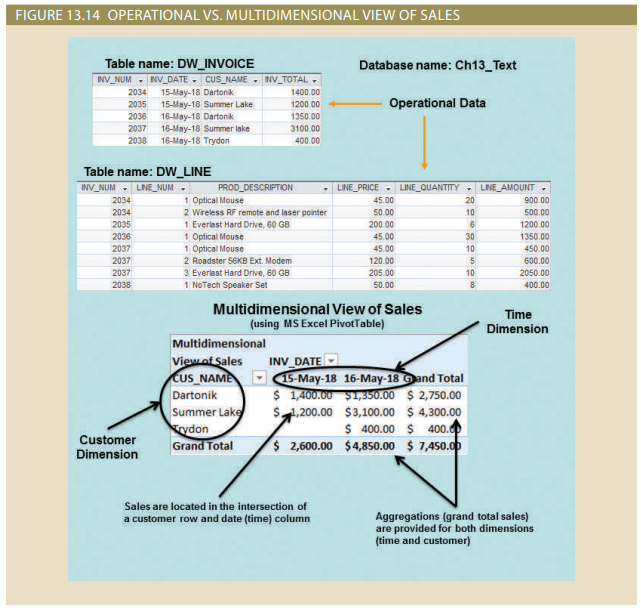 FIGURE 13.14 OPERATIONAL VS. MULTIDIMENSIONAL VIEW OF SALES
Table name: DW_INVOICE
Database name: Ch13_Text
INV_NUM INV_DATE CUS_NAME INV_TOTAL
2034 15-May-18 Dartonik 1400.00
2035 15-May-18 Summer Lake 1200.00
2036 16-May-18 Dartonik 1350.00
2037 16-May-18 Summer lake 3100.00
2038 16-May-18 Trydon 400.00
Operational Data
Table name: DW_LINE
INV_NUM LINE_NUM PROD_DESCRIPTION LINE_PRICE LINE_QUANTITY LINE_AMOUNT
2034 1 Optical Mouse 45.00 20 900.00
2034 2 Wireless RF remote and laser pointer 50.00 10 500.00
2035 1 Everlast Hard Drive, 60 GB 200.00 6 1200.00
2036 1 Optical Mouse 45.00 30 1350.00
2037 1 Optical Mouse 45.00 10 450.00
2037 2 Roadster 56KB Ext. Modem 120.00 5 600.00
2037 3 Everlast Hard Drive, 60 GB 205.00 10 2050.00
2038 1 NoTech Speaker Set 50.00 8 400.00
Multidimensional View of Sales
(using MS Excel PivotTable)
Time
Dimension
Multidimensional
View of Sales INV_DATE
CUS_NAME 15-May-18 16-May-18 Grand Total
Dartonik $ 1,400.00 $1,350.00 $ 2,750.00
Summer Lake $ 1,200.00 $3,100.00 $ 4,300.00
Trydon $ 400.00 $ 400.00
Grand Total $ 2,600.00 $4,850.00 $ 7,450.00
Customer
Dimension
Sales are located in the intersection of
a customer row and date (time) column
Aggregations (grand total sales)
are provided for both dimensions
(time and customer)